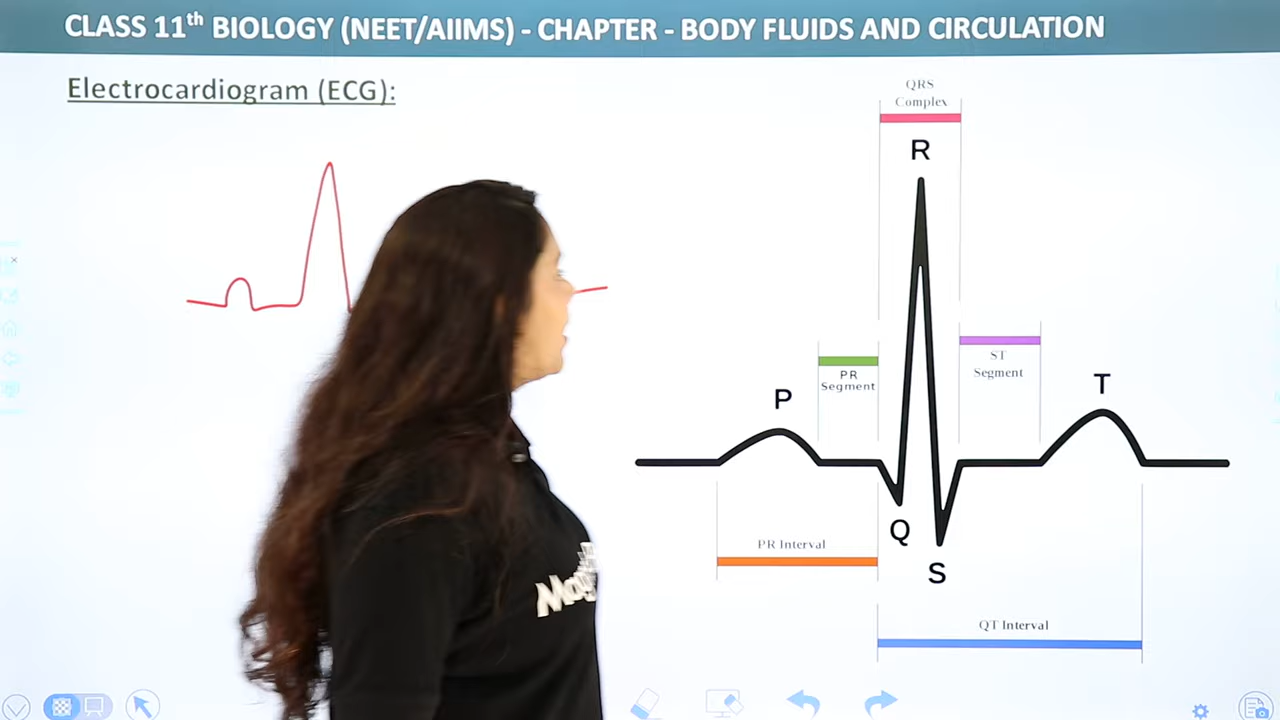 CLASS 11th BIOLOGY (NEET/AIIMS) - CHAPTER - BODY FLUIDS AND CIRCULATION
Electrocardiogram (ECG):
QRS
Complex
R
PR
Segment
ST
Segment
P
T
Q
S
PR Interval
QT Interval